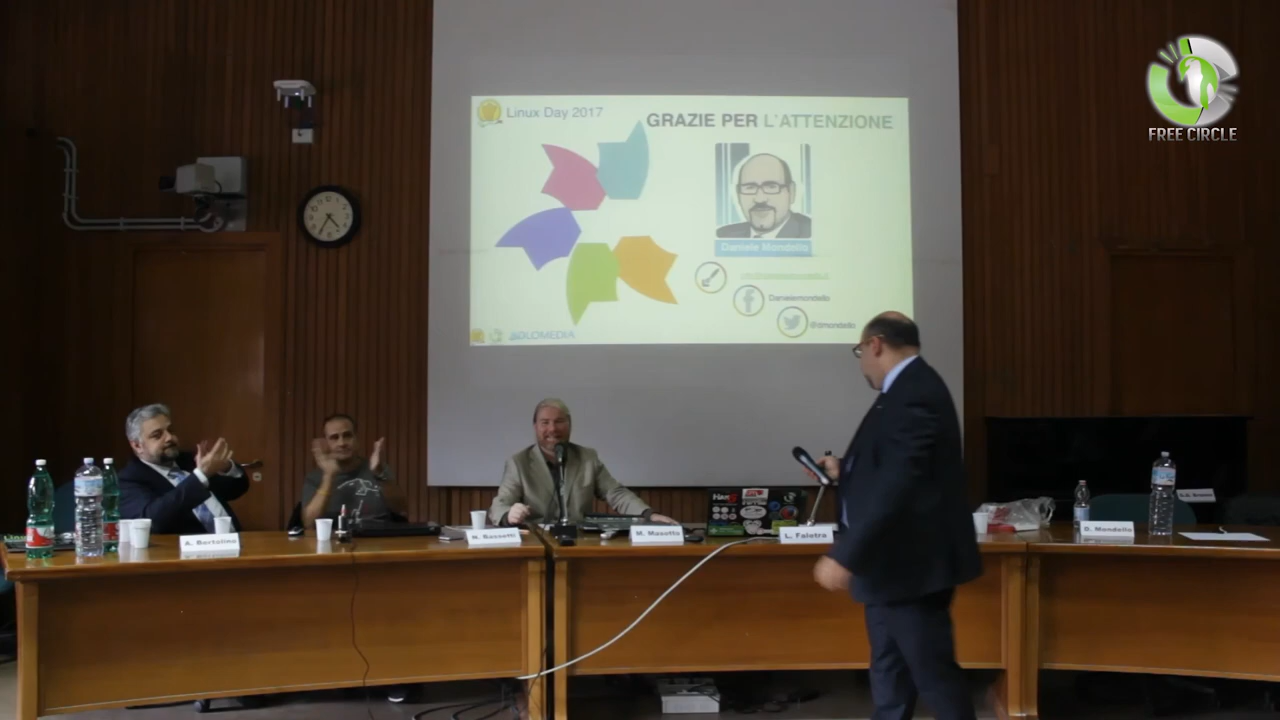 FREE CIRCLE
Linux Day 2017
GRAZIE PER L'ATTENZIONE
Daniele Mondello
Danielemondello
@dmondello
A. Bertolino
N. Bassetti
M. Masotto
L. Faletra
D. Mondello